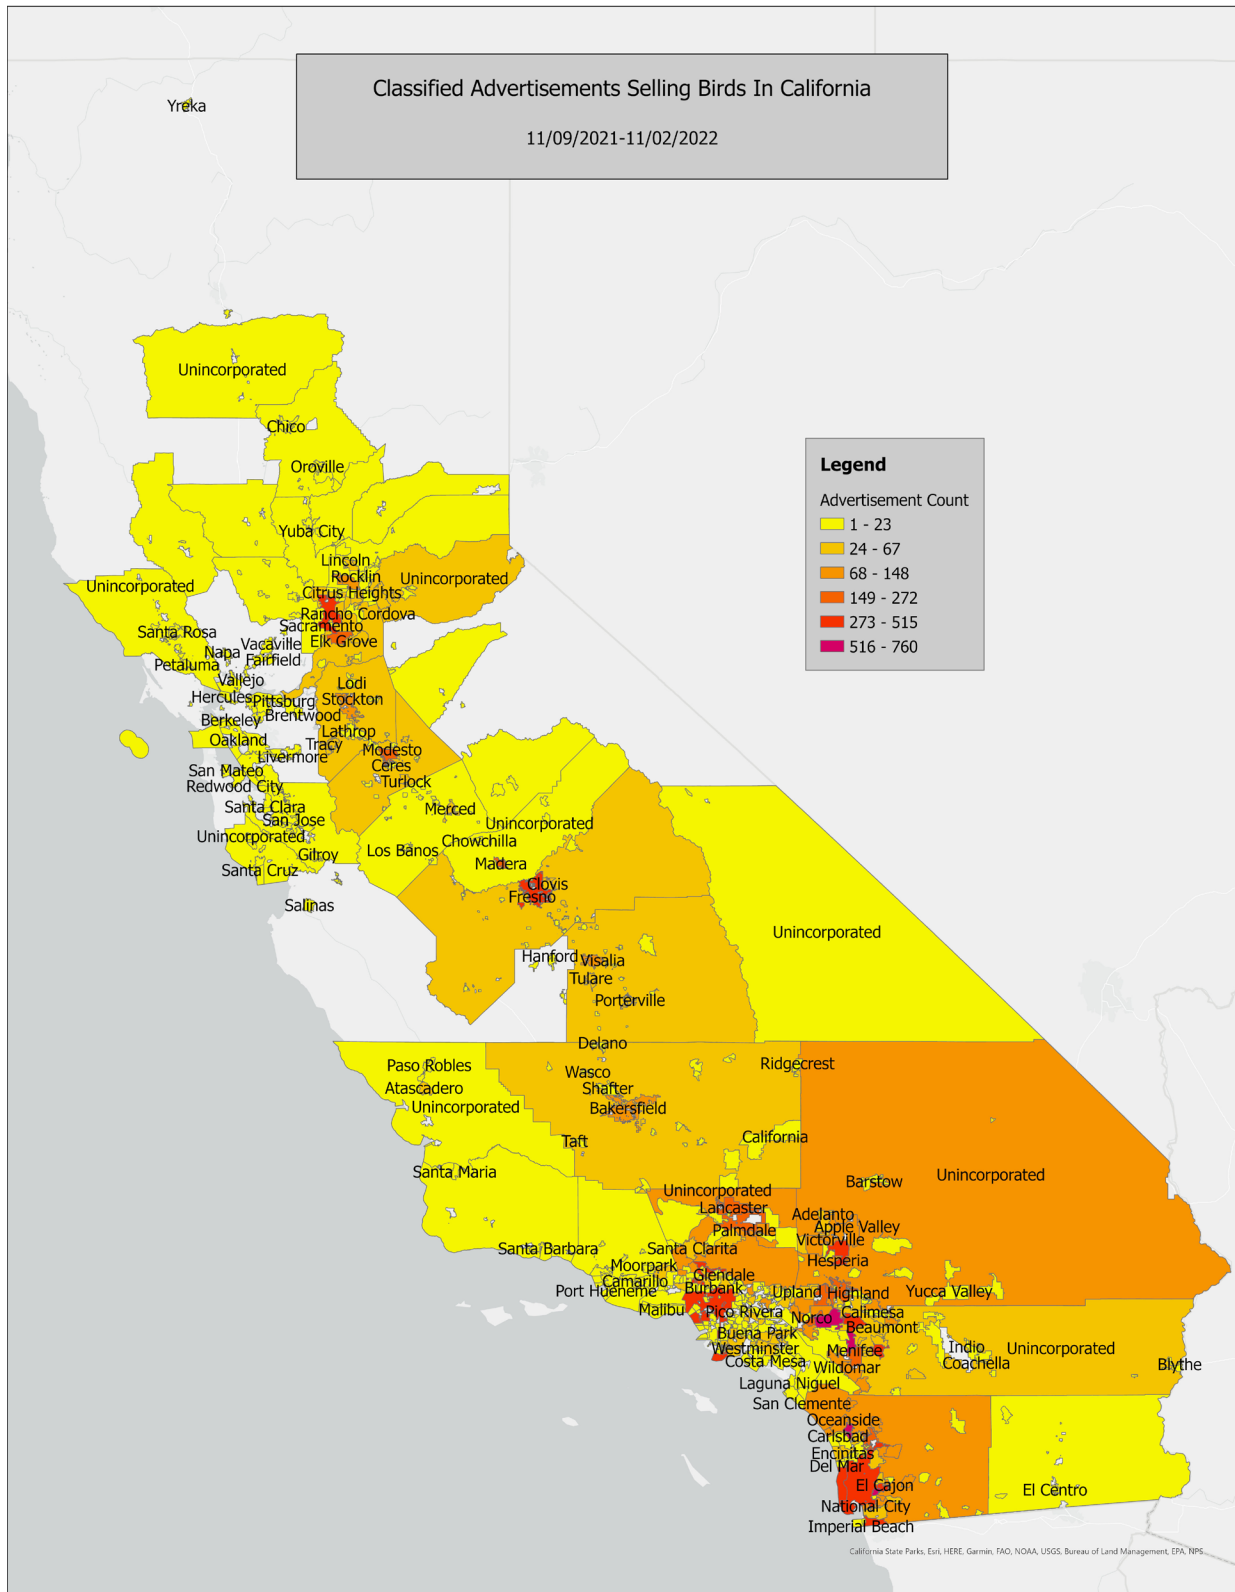 Classified Advertisements Selling Birds In California
11/09/2021-11/02/2022
Yreka
Unincorporated
Chico
Oroville
Yuba City
Lincoln
Rocklin
Unincorporated
Unincorporated
Citrus Heights
Rancho Cordova
Sacramento
Santa Rosa
Elk Grove
Vacaville
Napa
Fairfield
Petaluma
Vallejo
Lodi
Hercules
Pittsburg
Stockton
Brentwood
Berkeley
Lathrop
Oakland
Tracy
Modesto
Livermore
Ceres
San Mateo
Turlock
Redwood City
Santa Clara
Merced
San Jose
Unincorporated
Unincorporated
Chowchilla
Los Banos
Gilroy
Madera
Santa Cruz
Clovis
Fresno
Salinas
Unincorporated
Hanford
Visalia
Tulare
Porterville
Delano
Ridgecrest
Paso Robles
Wasco
Atascadero
Shafter
Unincorporated
Bakersfield
California
Taft
Santa Maria
Unincorporated
Barstow
Unincorporated
Lancaster
Adelanto
Apple Valley
Palmdale
Victorville
Santa Barbara
Santa Clarita
Hesperia
Moorpark
Glendale
Camarillo
Burbank
Port Hueneme
Upland
Highland
Yucca Valley
Malibu
Pico Rivera
Norco
Calimesa
Beaumont
Buena Park
Westminster
Menifee
Indio
Unincorporated
Costa Mesa
Wildomar
Coachella
Blythe
Laguna Niguel
San Clemente
Oceanside
Carlsbad
Encinitas
Del Mar
El Cajon
El Centro
National City
Imperial Beach
Legend
Advertisement Count
1 - 23
24 - 67
68 - 148
149 - 272
273 - 515
516 - 760
California State Parks, Esri, HERE, Garmin, FAO, NOAA, USGS, Bureau of Land Management, EPA, NPS